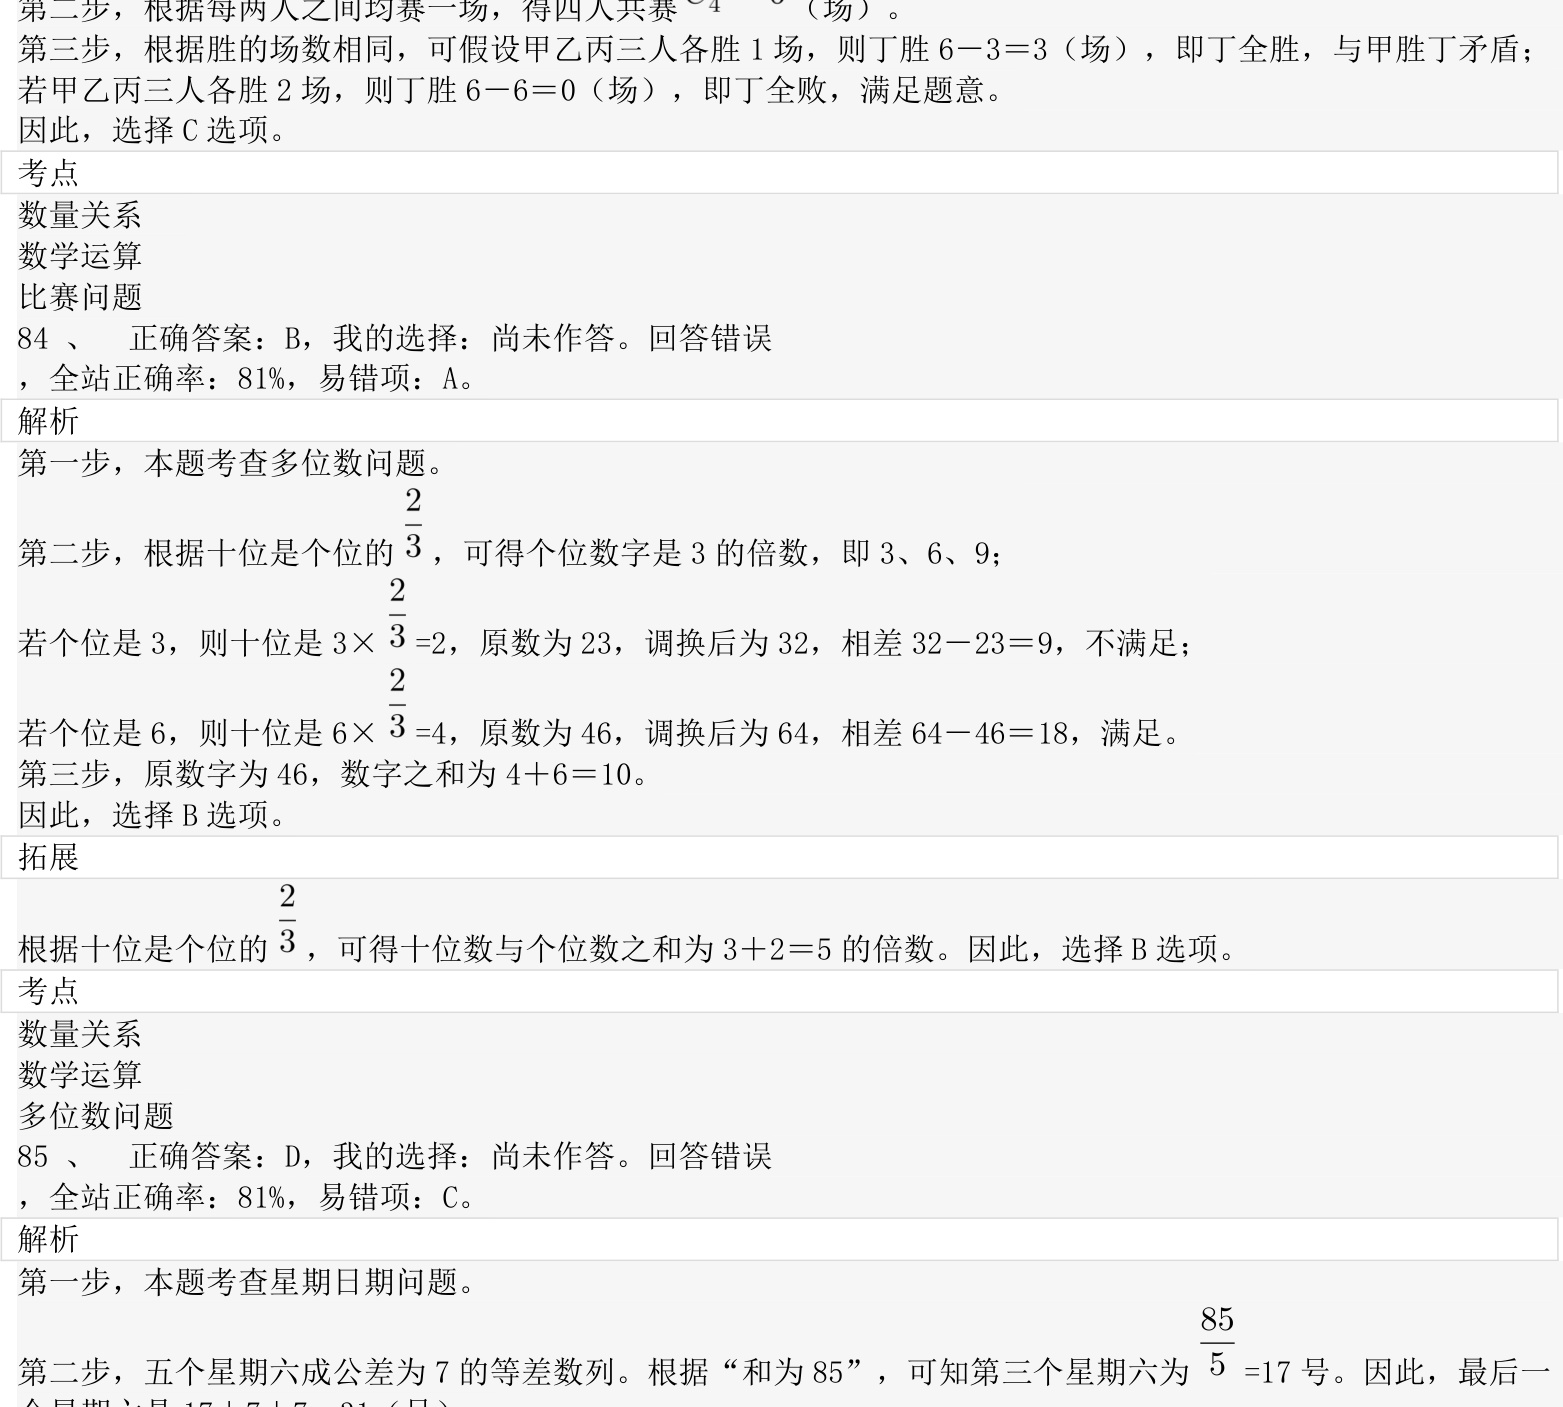 第二步，根据每两人之间均赛一场，得四人共赛（场）。
第三步，根据胜的场数相同，可假设甲乙丙三人各胜 1 场，则丁胜 6－3＝3（场），即丁全胜，与甲胜丁矛盾；
若甲乙丙三人各胜 2 场，则丁胜 6－6＝0（场），即丁全败，满足题意。
因此，选择 C 选项。
考点
数量关系
数学运算
比赛问题
84 、 正确答案：B，我的选择：尚未作答。回答错误
，全站正确率：81%，易错项：A。
解析
第一步，本题考查多位数问题。
第二步，根据十位是个位的 2/3，可得个位数字是 3 的倍数，即 3、6、9；
若个位是 3，则十位是 3× 2/3 =2，原数为 23，调换后为 32，相差 32－23＝9，不满足；
若个位是 6，则十位是 6× 2/3 =4，原数为 46，调换后为 64，相差 64－46＝18，满足。
第三步，原数字为 46，数字之和为 4＋6＝10。
因此，选择 B 选项。
拓展
根据十位是个位的 2/3，可得十位数与个位数之和为 3＋2＝5 的倍数。因此，选择 B 选项。
考点
数量关系
数学运算
多位数问题
85 、 正确答案：D，我的选择：尚未作答。回答错误
，全站正确率：81%，易错项：C。
解析
第一步，本题考查星期日期问题。
第二步，五个星期六成公差为 7 的等差数列。根据“和为 85”，可知第三个星期六为 85/5 =17 号。因此，最后一